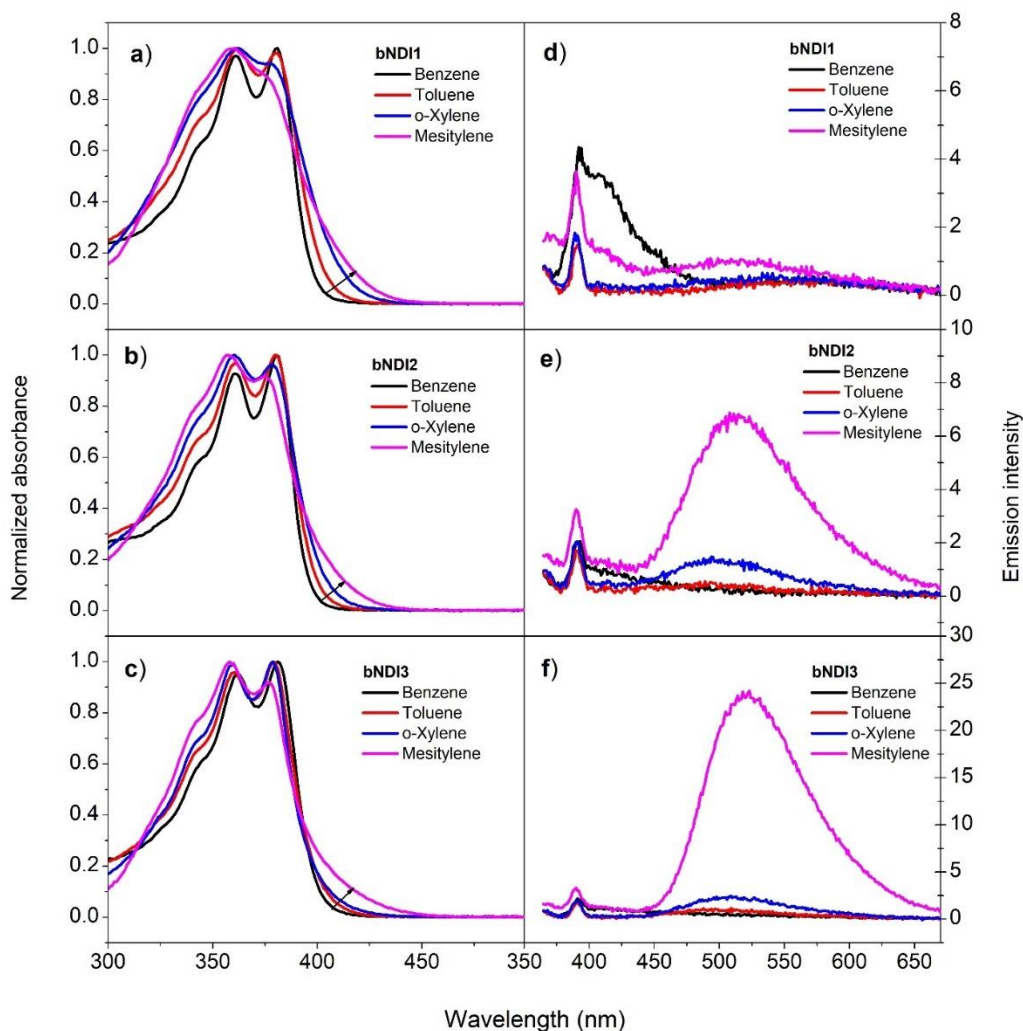 Normalized absorbance
a)
bNDI1
Benzene
Toluene
o-Xylene
Mesitylene
1.0
0.8
0.6
0.4
0.2
0.0
b)
bNDI2
Benzene
Toluene
o-Xylene
Mesitylene
1.0
0.8
0.6
0.4
0.2
0.0
c)
bNDI3
Benzene
Toluene
o-Xylene
Mesitylene
1.0
0.8
0.6
0.4
0.2
0.0
300 350 400 450
d)
bNDI1
Benzene
Toluene
o-Xylene
Mesitylene
8
6
4
2
0
e)
bNDI2
Benzene
Toluene
o-Xylene
Mesitylene
10
8
6
4
2
0
f)
bNDI3
Benzene
Toluene
o-Xylene
Mesitylene
30
25
20
15
10
5
0
350 400 450 500 550 600 650
Emission intensity
Wavelength (nm)